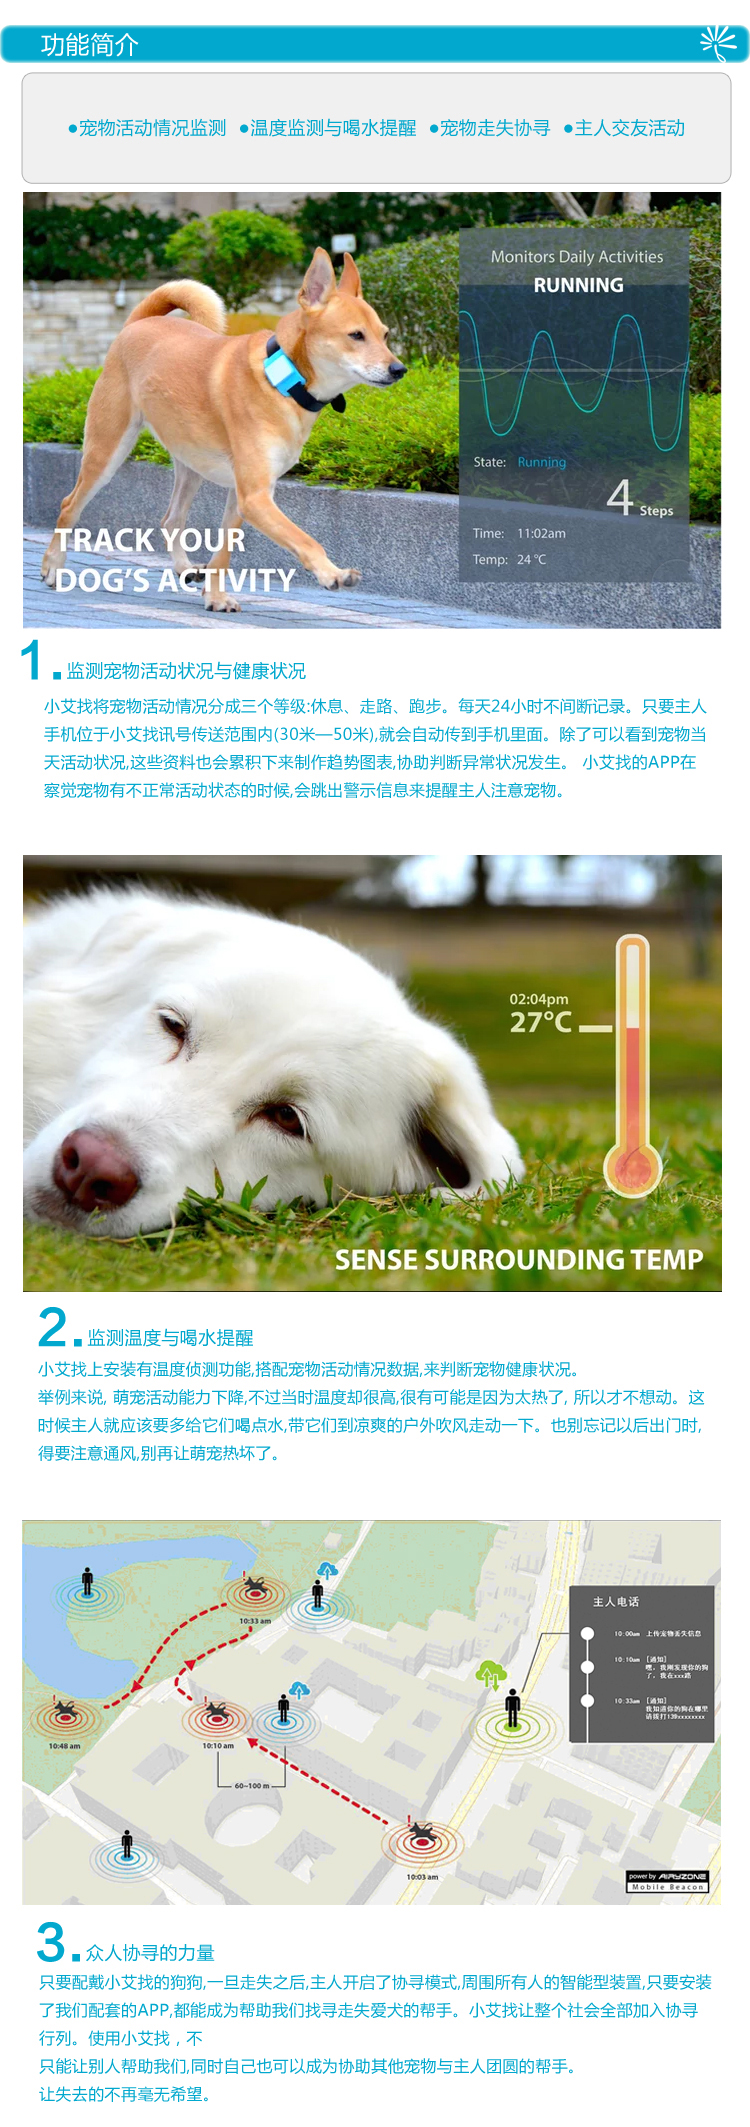 功能简介
●宠物活动情况监测 ●温度监测与喝水提醒 ●宠物走失协寻 ●主人交友活动
Monitors Daily Activities
RUNNING
State: Running
4 Steps
Time: 11:02am
Temp: 24 °C
TRACK YOUR
DOG'S ACTIVITY
1.监测宠物活动状况与健康状况
小艾找将宠物活动情况分成三个等级:休息、走路、跑步。每天24小时不间断记录。只要主人
手机位于小艾找讯号传送范围内(30米—50米),就会自动传到手机里面。除了可以看到宠物当
天活动状况,这些资料也会累积下来制作趋势图表,协助判断异常状况发生。 小艾找的APP在
察觉宠物有不正常活动状态的时候,会跳出警示信息来提醒主人注意宠物。
02:04pm
27°C
SENSE SURROUNDING TEMP
2.监测温度与喝水提醒
小艾找上安装有温度侦测功能,搭配宠物活动情况数据,来判断宠物健康状况。
举例来说, 萌宠活动能力下降,不过当时温度却很高,很有可能是因为太热了, 所以才不想动。这
时候主人就应该要多给它们喝点水,带它们到凉爽的户外吹风走动一下。也别忘记以后出门时,
得要注意通风,别再让萌宠热坏了。
10:33 am
主人电话
10:00am 上传宠物丢失信息
10:10am [通知]
嘿，我刚发现你的狗
了，我在xxx路
10:33am [通知]
我知道你的狗在哪里
请拨打139xxxxxxxx
10:48 am
10:10 am
60~100 m
10:03 am
power by AIRYZONE
Mobile Beacon
3.众人协寻的力量
只要配戴小艾找的狗狗,一旦走失之后,主人开启了协寻模式,周围所有人的智能型装置,只要安装
了我们配套的APP,都能成为帮助我们找寻走失爱犬的帮手。小艾找让整个社会全部加入协寻
行列。使用小艾找，不
只能让别人帮助我们,同时自己也可以成为协助其他宠物与主人团圆的帮手。
让失去的不再毫无希望。